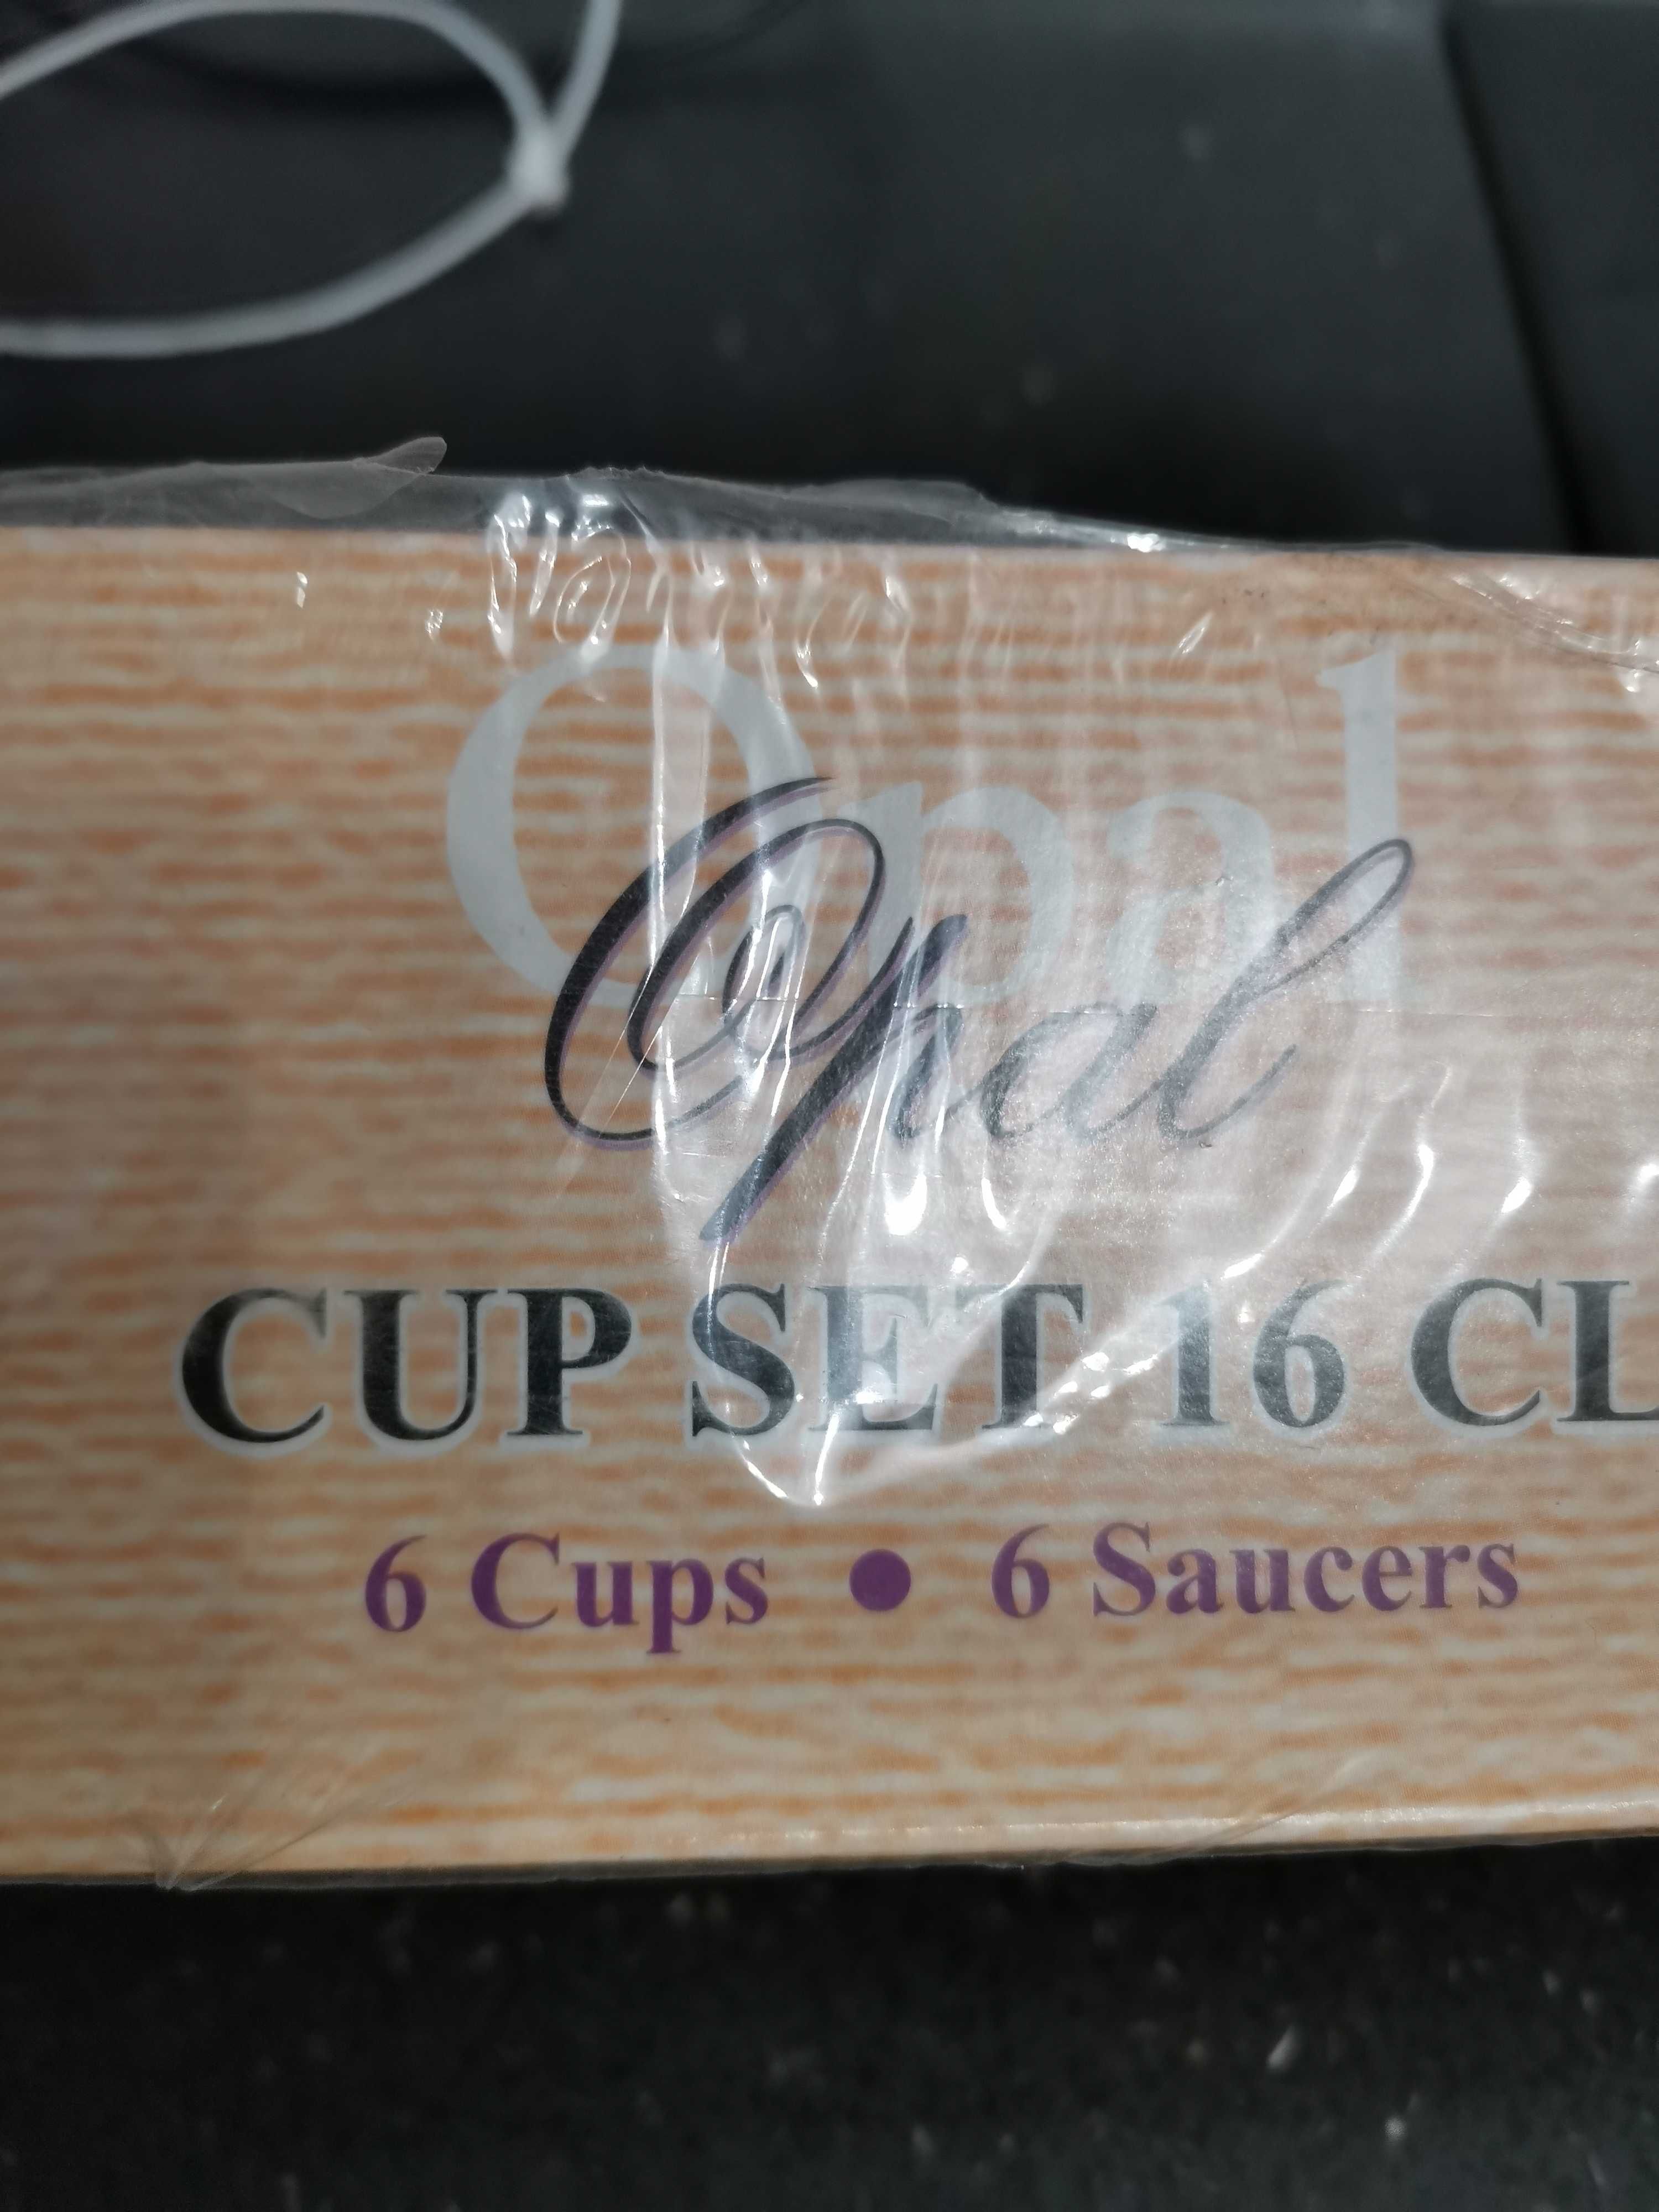 Opal
Opal
CUP SET 16 CL
6 Cups • 6 Saucers